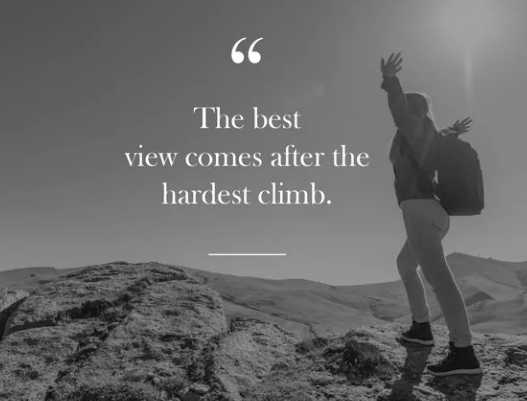 “
The best
view comes after the
hardest climb.